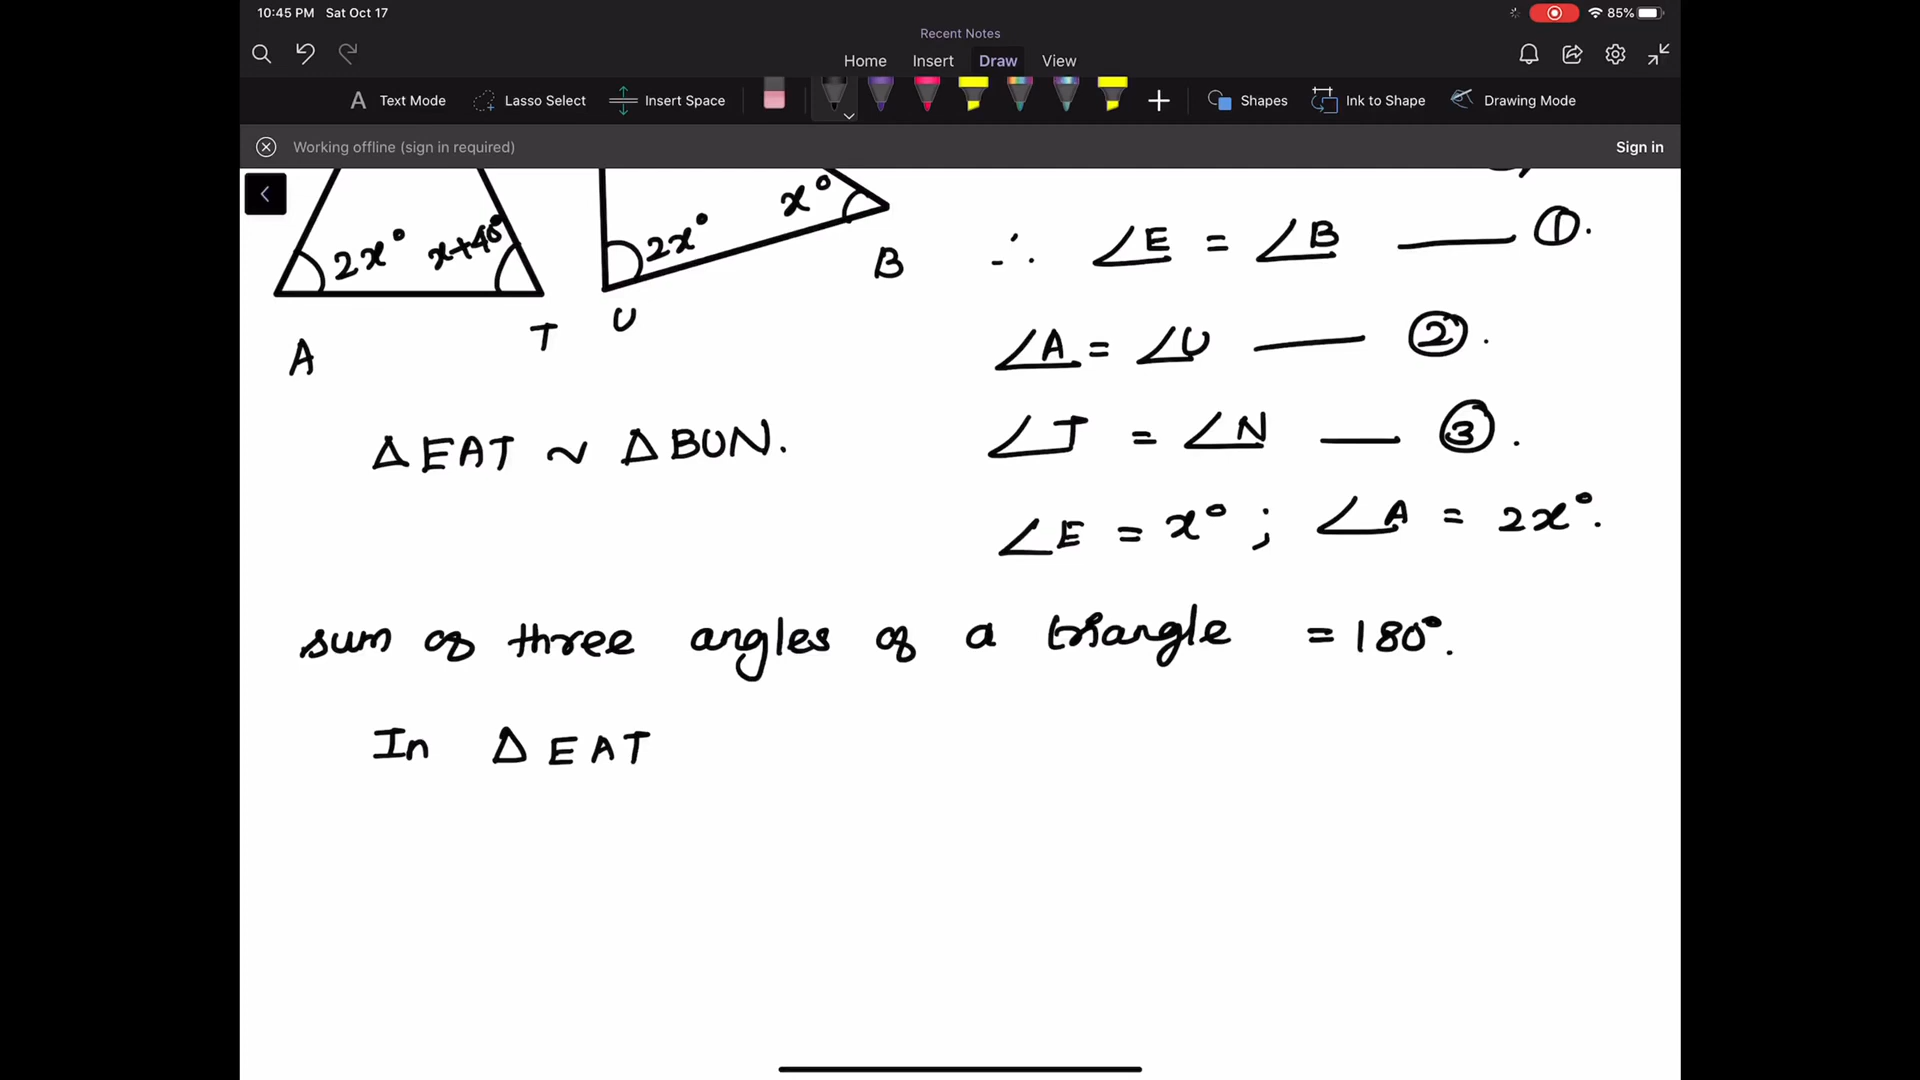 10:45 PM Sat Oct 17
85%
Recent Notes
Home Insert Draw View
Text Mode Lasso Select Insert Space Shapes Ink to Shape Drawing Mode
Working offline (sign in required) Sign in
2x° x+40°
2x° x°
A T U B
∴ ∠E = ∠B —— ①.
∠A = ∠U —— ②.
∠T = ∠N —— ③.
∠E = x° ; ∠A = 2x°.
ΔEAT ~ ΔBUN.
sum of three angles of a triangle = 180°.
In Δ EAT